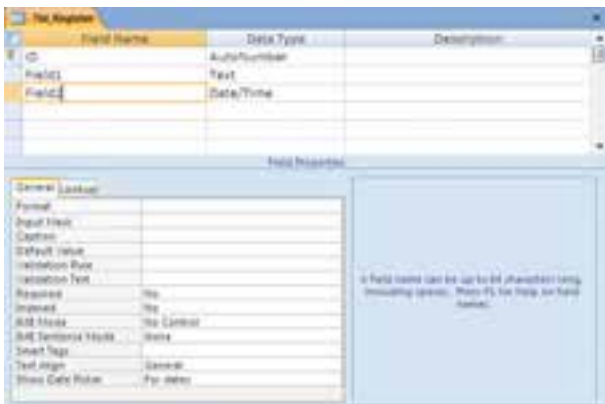 Tbl_Register
Field Name Data Type Description
ID AutoNumber
Field1 Text
Field2 Date/Time
Field Properties
General Lookup
Format
Input Mask
Caption
Default Value
Validation Rule
Validation Text
Required No
Indexed No
IME Mode No Control
IME Sentence Mode None
Smart Tags
Text Align General
Show Date Picker For dates
A field name can be up to 64 characters long,
including spaces. Press F1 for help on field
names.